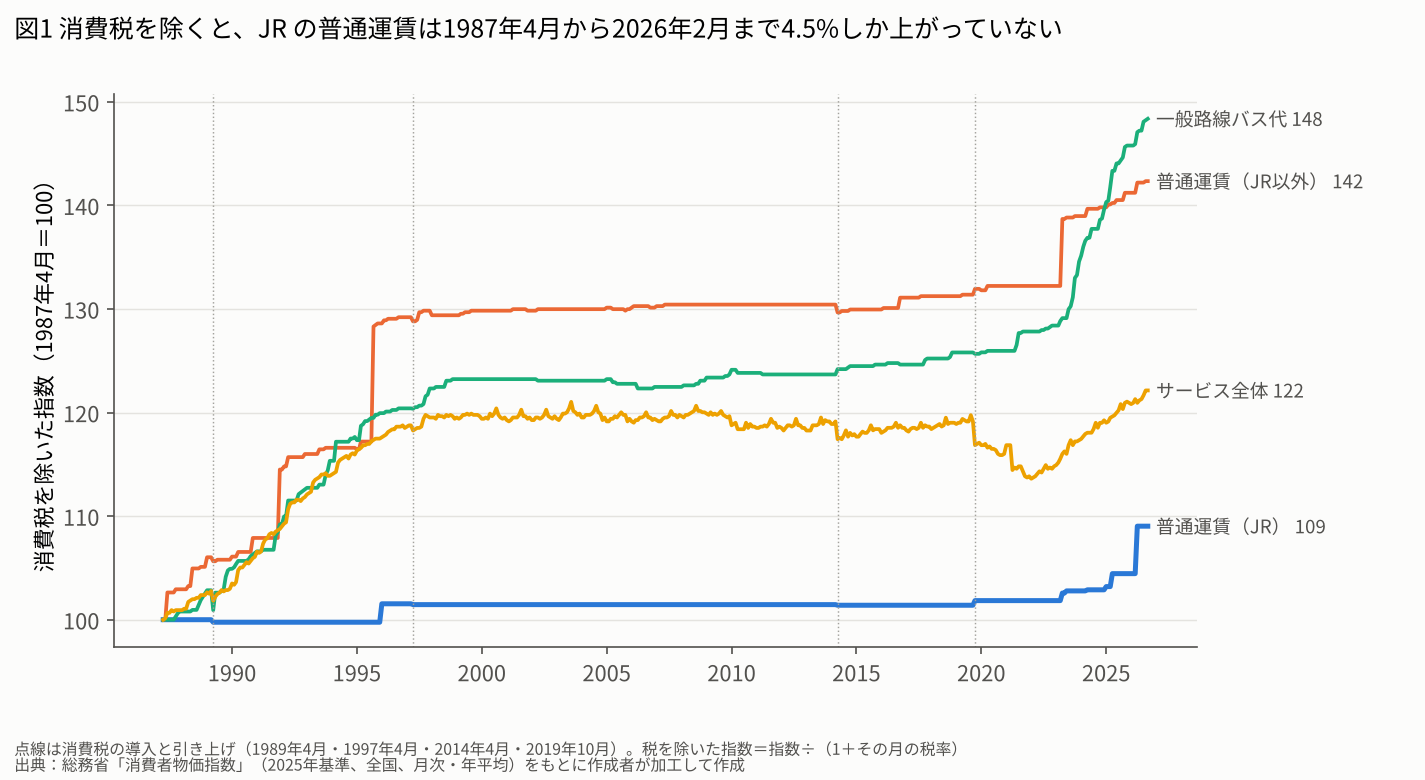 図1 消費税を除くと、JR の普通運賃は1987年4月から2026年2月まで4.5%しか上がっていない
消費税を除いた指数（1987年4月＝100）
150
140
130
120
110
100
一般路線バス代 148
普通運賃（JR以外） 142
サービス全体 122
普通運賃（JR） 109
1990
1995
2000
2005
2010
2015
2020
2025
点線は消費税の導入と引き上げ（1989年4月・1997年4月・2014年4月・2019年10月）。税を除いた指数＝指数÷（1＋その月の税率）
出典：総務省「消費者物価指数」（2025年基準、全国、月次・年平均）をもとに作成者が加工して作成